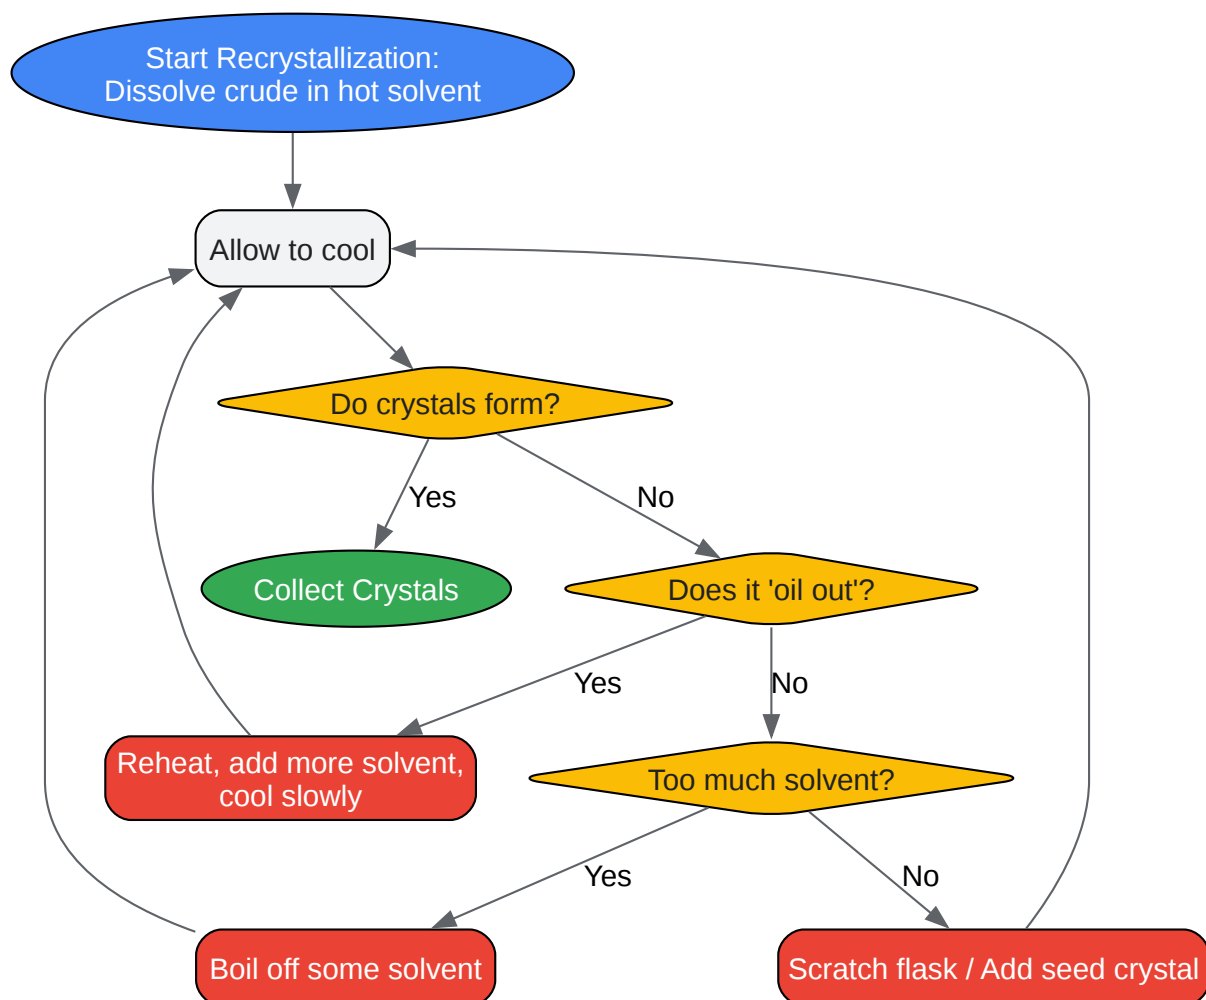 Start Recrystallization:
Dissolve crude in hot solvent
Allow to cool
Do crystals form?
Yes
No
Collect Crystals
Does it 'oil out'?
Yes
No
Reheat, add more solvent,
cool slowly
Too much solvent?
Yes
No
Boil off some solvent
Scratch flask / Add seed crystal